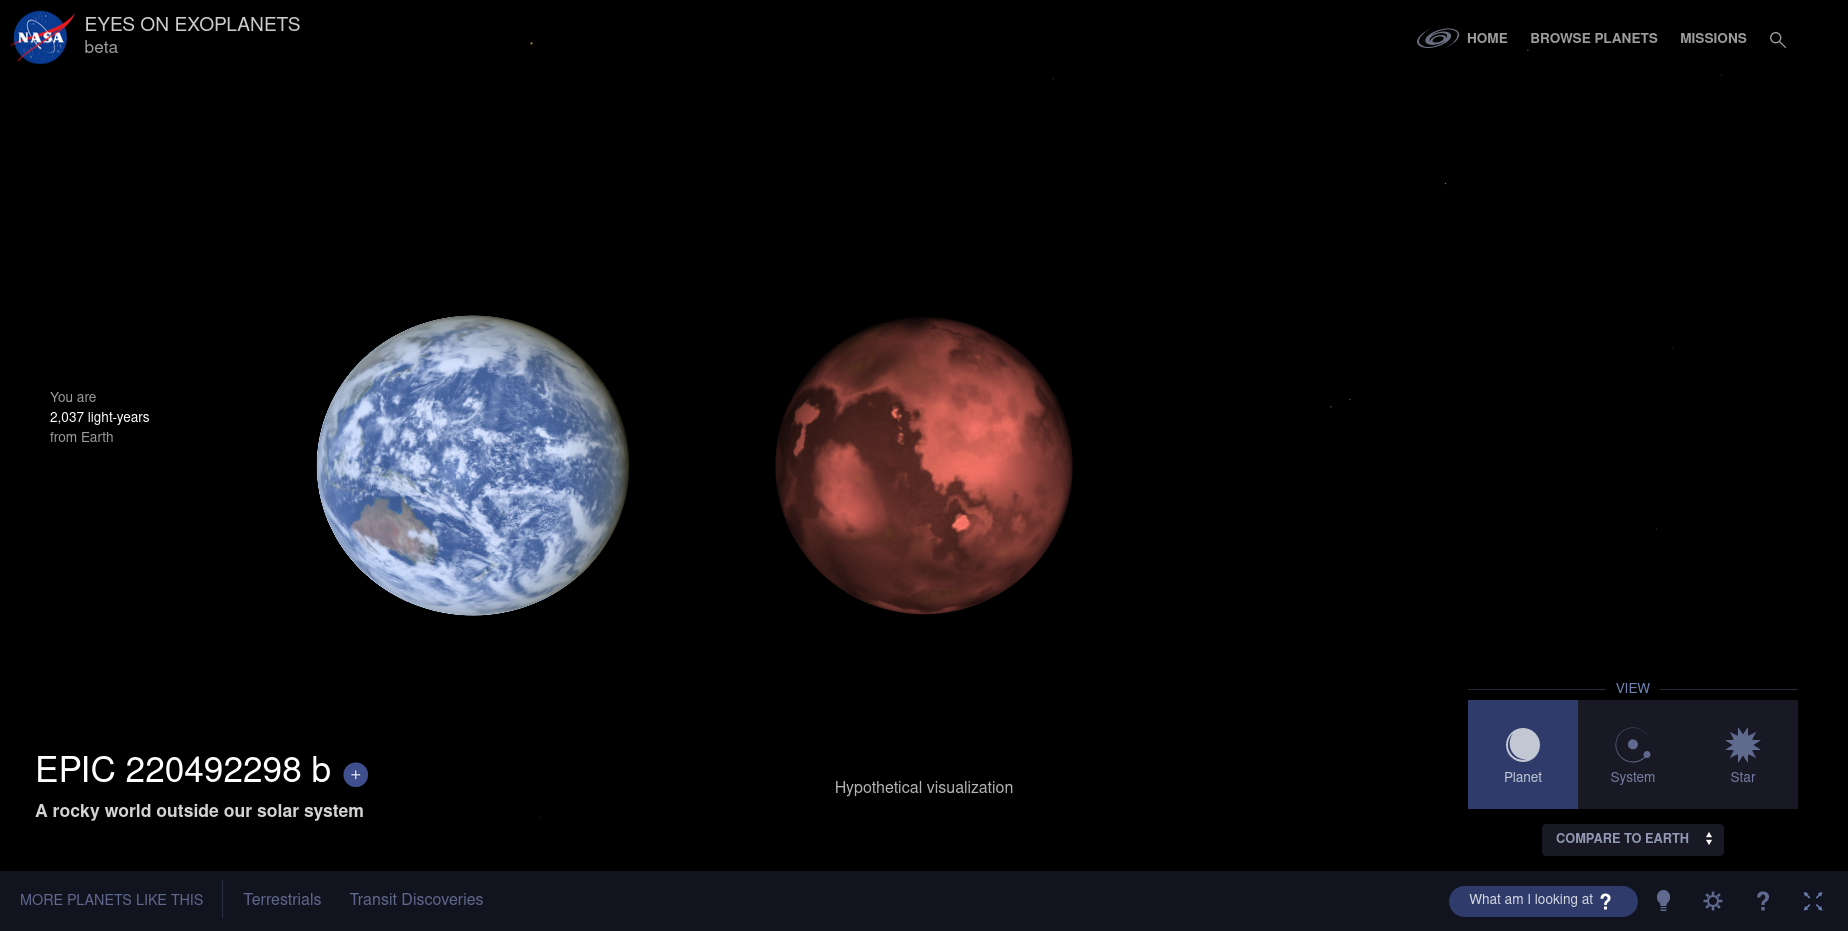 NASA
EYES ON EXOPLANETS
beta
HOME
BROWSE PLANETS
MISSIONS
You are
2,037 light-years
from Earth
EPIC 220492298 b
+
A rocky world outside our solar system
Hypothetical visualization
VIEW
Planet
System
Star
COMPARE TO EARTH
MORE PLANETS LIKE THIS
Terrestrials
Transit Discoveries
What am I looking at ?
?